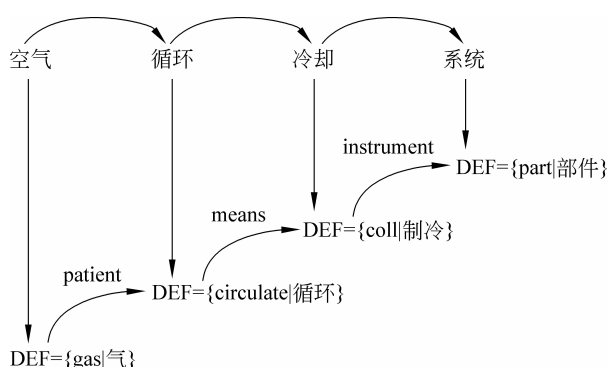 空气 循环 冷却 系统
instrument
DEF={part|部件}
means
DEF={coll|制冷}
patient
DEF={circulate|循环}
DEF={gas|气}